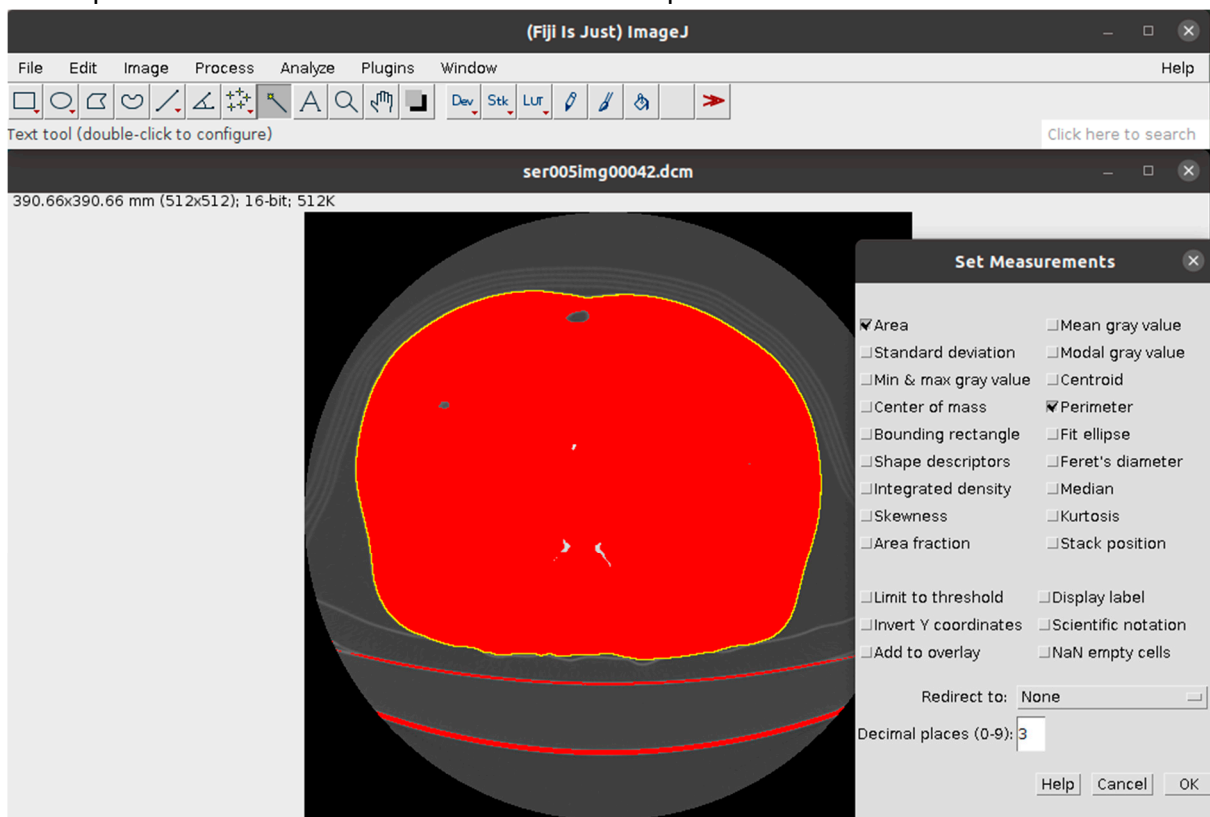 (Fiji Is Just) ImageJ
File Edit Image Process Analyze Plugins Window Help
A Dev Stk LUT
Text tool (double-click to configure) Click here to search
ser005img00042.dcm
390.66x390.66 mm (512x512); 16-bit; 512K
Set Measurements
Area Mean gray value
Standard deviation Modal gray value
Min & max gray value Centroid
Center of mass Perimeter
Bounding rectangle Fit ellipse
Shape descriptors Feret's diameter
Integrated density Median
Skewness Kurtosis
Area fraction Stack position
Limit to threshold Display label
Invert Y coordinates Scientific notation
Add to overlay NaN empty cells
Redirect to: None
Decimal places (0-9): 3
Help Cancel OK